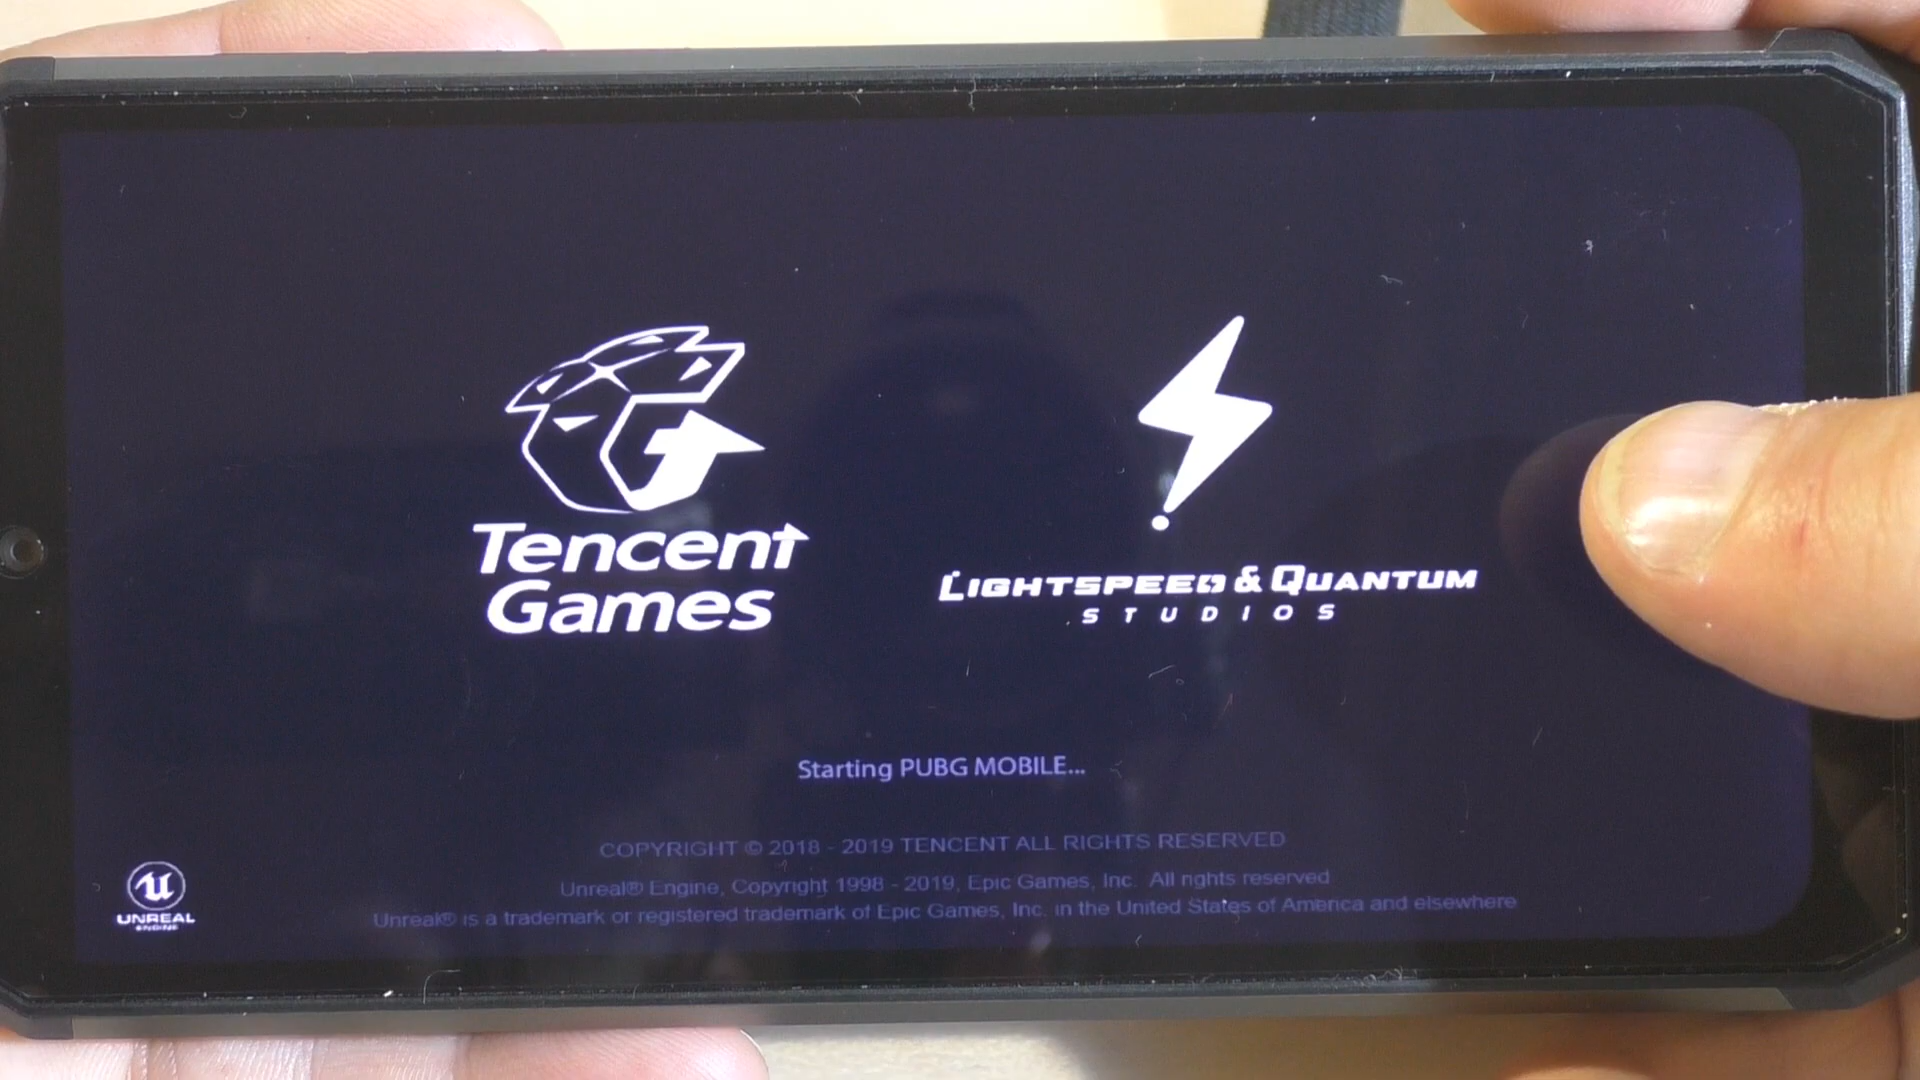 Tencent
Games
LIGHTSPEED & QUANTUM
STUDIOS
Starting PUBG MOBILE...
COPYRIGHT © 2018 - 2019 TENCENT ALL RIGHTS RESERVED
Unreal® Engine, Copyright 1998 - 2019, Epic Games, Inc. All rights reserved
Unreal® is a trademark or registered trademark of Epic Games, Inc. in the United States of America and elsewhere
UNREAL
ENGINE